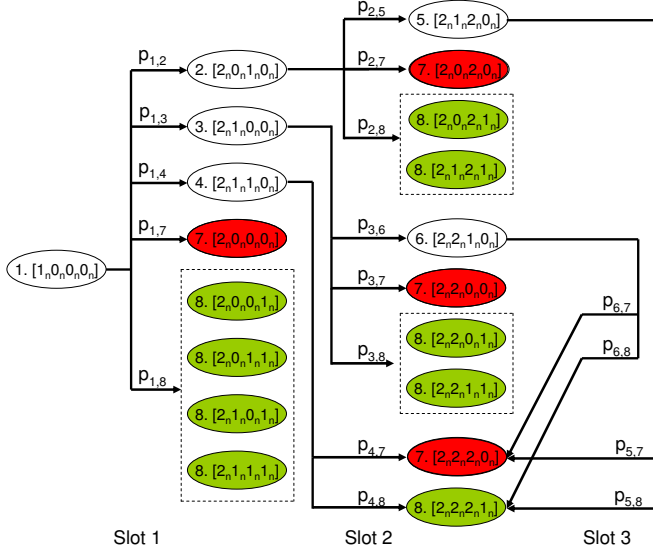 p2,5
5. [2n1n2n0n]
p1,2
2. [2n0n1n0n]
p2,7
7. [2n0n2n0n]
p1,3
3. [2n1n0n0n]
p2,8
8. [2n0n2n1n]
p1,4
4. [2n1n1n0n]
8. [2n1n2n1n]
p1,7
7. [2n0n0n0n]
p3,6
6. [2n2n1n0n]
1. [1n0n0n0n]
p3,7
7. [2n2n0n0n]
8. [2n0n0n1n]
p6,7
8. [2n2n0n1n]
8. [2n0n1n1n]
p3,8
p6,8
8. [2n2n1n1n]
p1,8
8. [2n1n0n1n]
p4,7
7. [2n2n2n0n]
p5,7
8. [2n1n1n1n]
p4,8
8. [2n2n2n1n]
p5,8
Slot 1
Slot 2
Slot 3